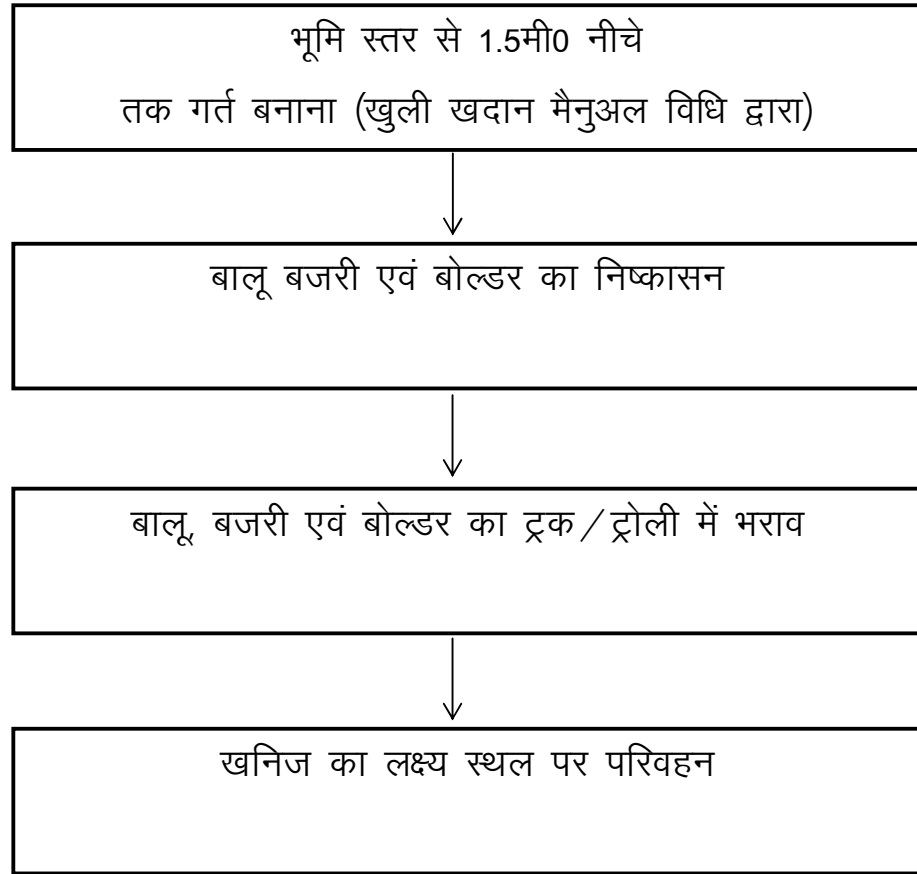 भूमि स्तर से 1.5मी0 नीचे
तक गर्त बनाना (खुली खदान मैनुअल विधि द्वारा)
बालू बजरी एवं बोल्डर का निष्कासन
बालू, बजरी एवं बोल्डर का ट्रक/ट्रोली में भराव
खनिज का लक्ष्य स्थल पर परिवहन